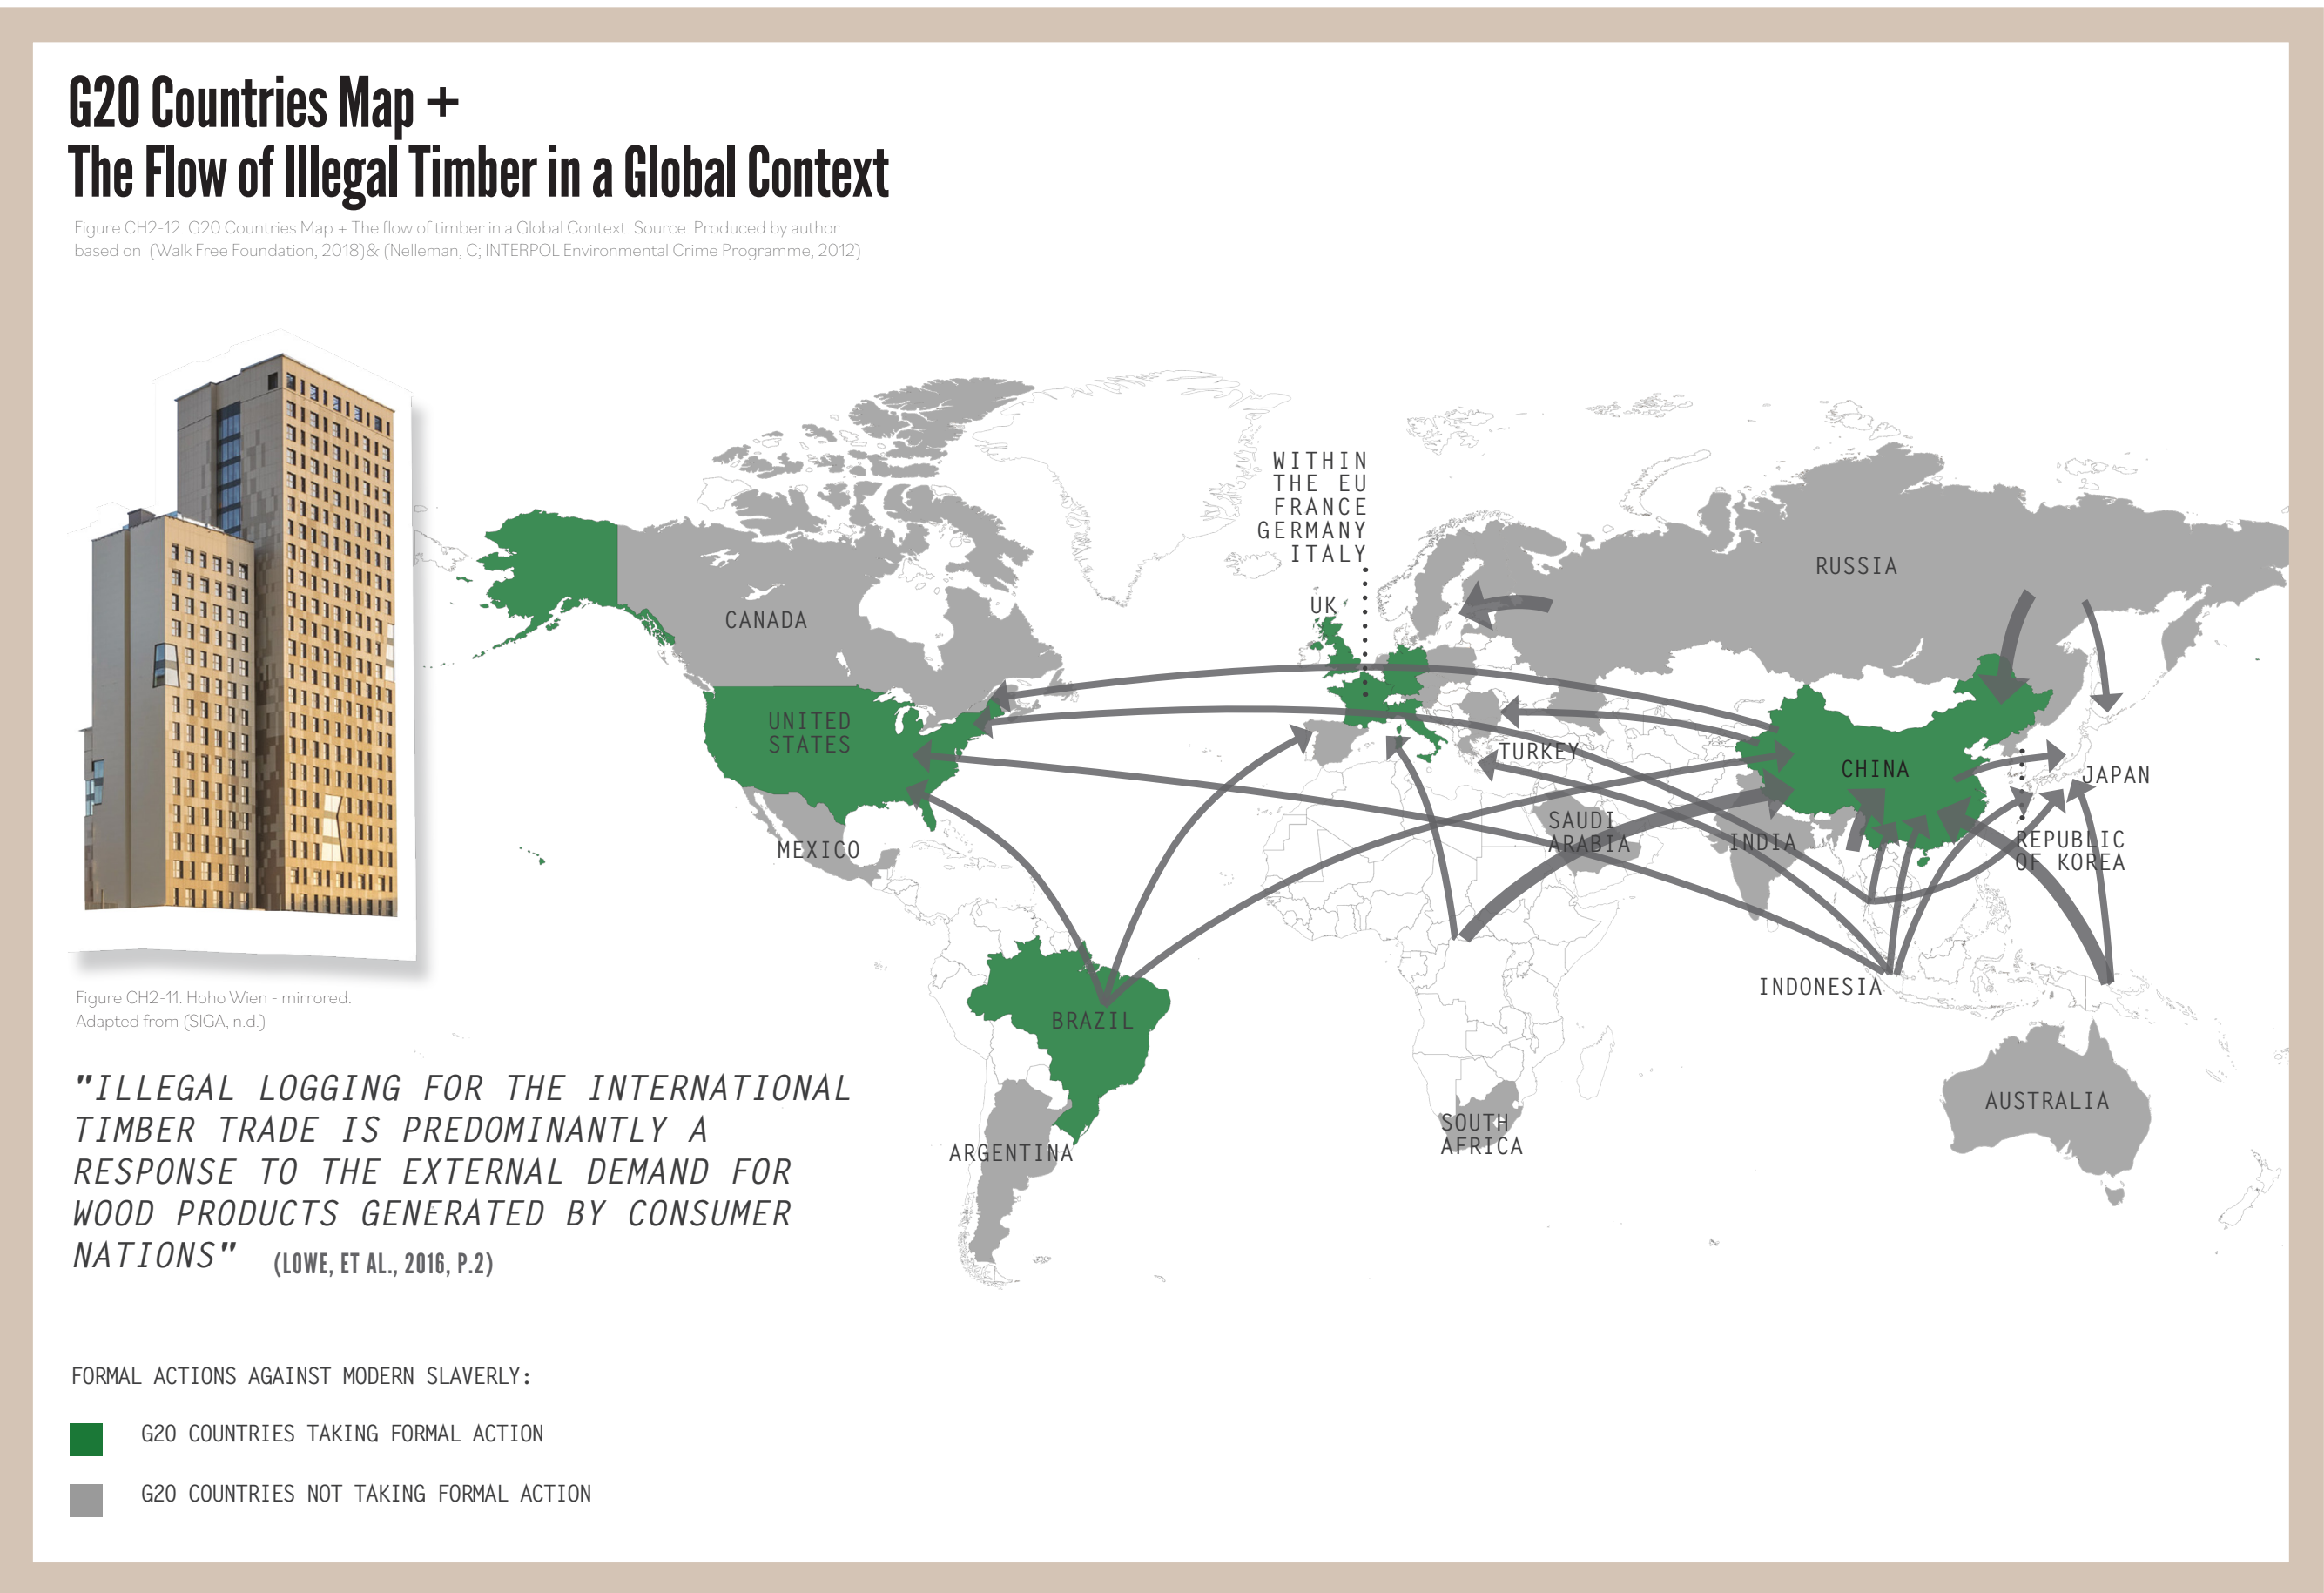 G20 Countries Map +
The Flow of Illegal Timber in a Global Context
Figure CH2-12. G20 Countries Map + The flow of timber in a Global Context. Source: Produced by author
based on (Walk Free Foundation, 2018)& (Nelleman, C; INTERPOL Environmental Crime Programme, 2012)
WITHIN
THE EU
FRANCE
GERMANY
ITALY
UK
RUSSIA
CANADA
UNITED
STATES
TURKEY
CHINA
JAPAN
SAUDI
ARABIA
INDIA
REPUBLIC
OF KOREA
MEXICO
INDONESIA
BRAZIL
AUSTRALIA
SOUTH
AFRICA
ARGENTINA
Figure CH2-11. Hoho Wien - mirrored.
Adapted from (SIGA, n.d.)
"ILLEGAL LOGGING FOR THE INTERNATIONAL
TIMBER TRADE IS PREDOMINANTLY A
RESPONSE TO THE EXTERNAL DEMAND FOR
WOOD PRODUCTS GENERATED BY CONSUMER
NATIONS" (LOWE, ET AL., 2016, P.2)
FORMAL ACTIONS AGAINST MODERN SLAVERLY:
G20 COUNTRIES TAKING FORMAL ACTION
G20 COUNTRIES NOT TAKING FORMAL ACTION